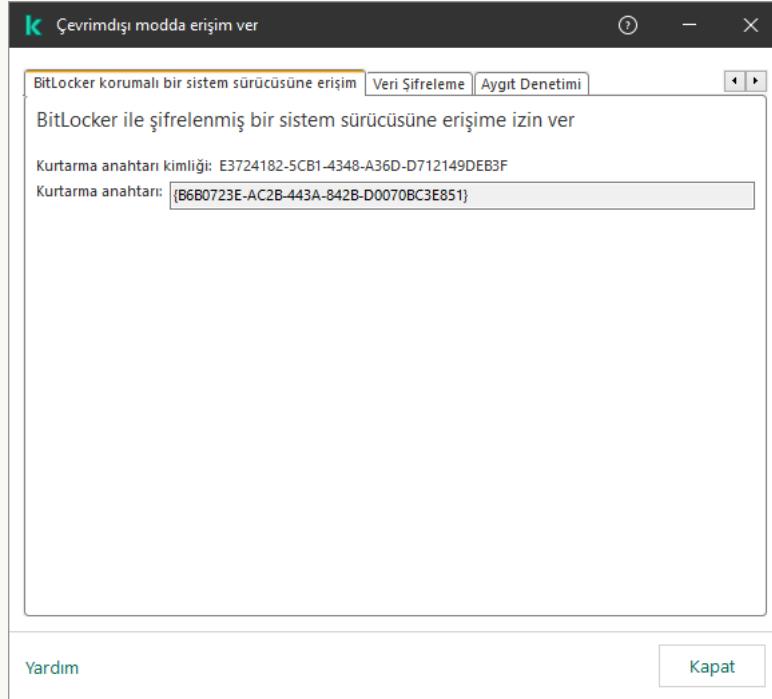 Çevrimdışı modda erişim ver
BitLocker korumalı bir sistem sürücüsüne erişim Veri Şifreleme Aygıt Denetimi
BitLocker ile şifrelenmiş bir sistem sürücüsüne erişime izin ver
Kurtarma anahtarı kimliği: E3724182-5CB1-4348-A36D-D712149DEB3F
Kurtarma anahtarı: {B6B0723E-AC2B-443A-842B-D0070BC3E851}
Yardım Kapat